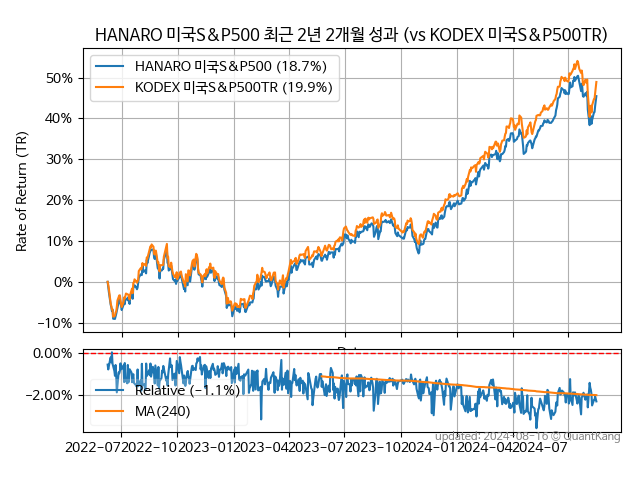 HANARO 미국S&P500 최근 2년 2개월 성과 (vs KODEX 미국S&P500TR)
HANARO 미국S&P500 (18.7%)
KODEX 미국S&P500TR (19.9%)
Rate of Return (TR)
50%
40%
30%
20%
10%
0%
−10%
0.00%
−2.00%
Relative (−1.1%)
MA(240)
2022-07 2022-10 2023-01 2023-04 2023-07 2023-10 2024-01 2024-04 2024-07
updated: 2024-08-16 © QuantKang